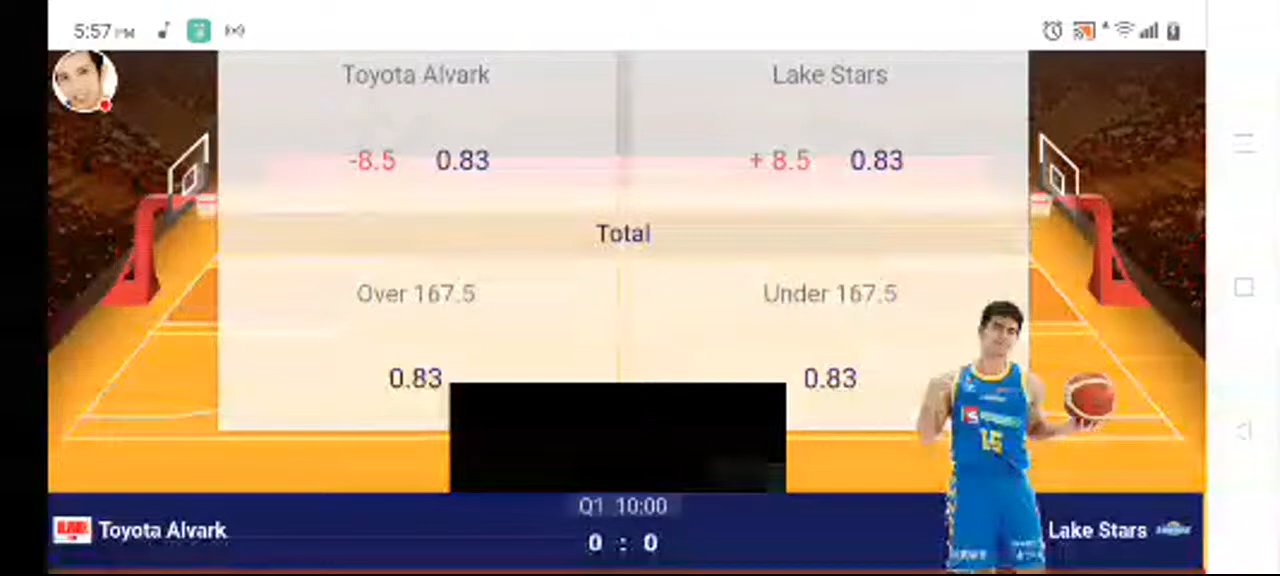 5:57 PM
Toyota Alvark Lake Stars
-8.5 0.83 + 8.5 0.83
Total
Over 167.5 Under 167.5
0.83 0.83
15
Q1 10:00
Toyota Alvark 0 : 0 Lake Stars